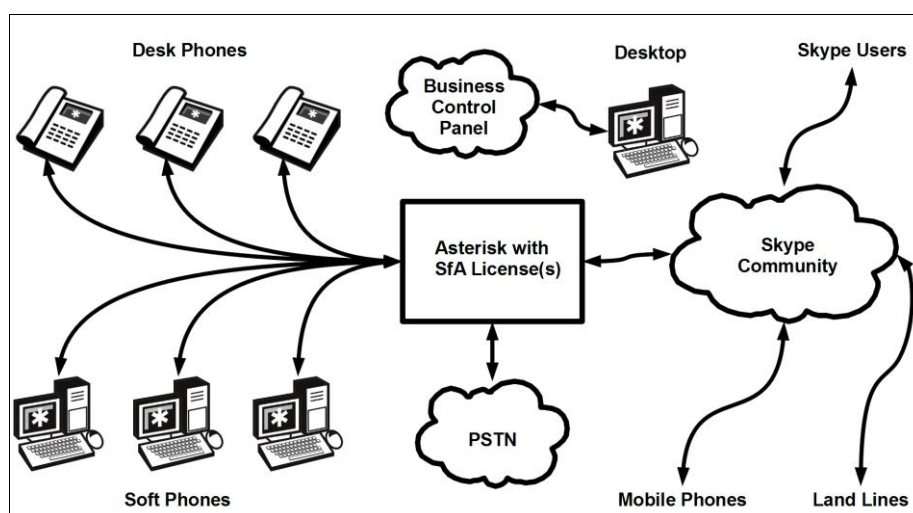 Desk Phones
Business
Control
Panel
Desktop
Skype Users
Asterisk with
SfA License(s)
Skype
Community
PSTN
Soft Phones
Mobile Phones
Land Lines